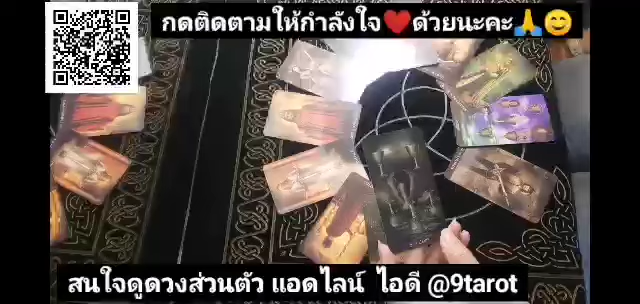 กดติดตามให้กำลังใจ❤️ด้วยนะคะ🙏😊
สนใจดูดวงส่วนตัว แอดไลน์ ไอดี @9tarot